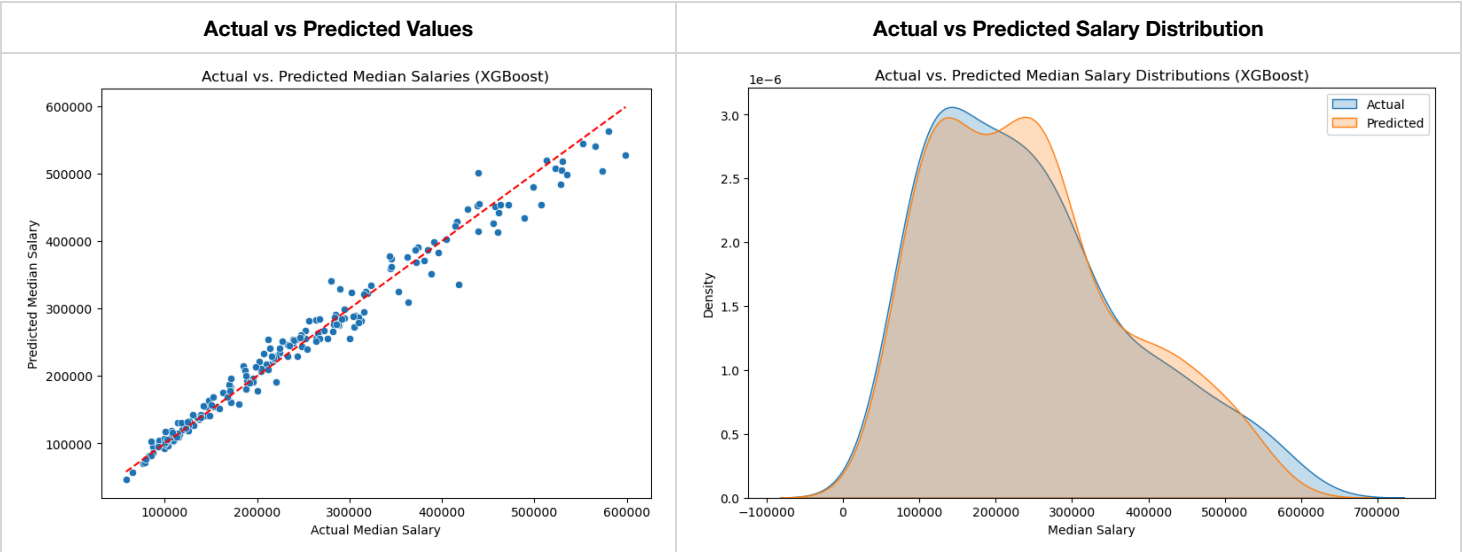 Actual vs Predicted Values
Actual vs Predicted Salary Distribution
Actual vs. Predicted Median Salaries (XGBoost)
600000
500000
400000
300000
200000
100000
Predicted Median Salary
100000 200000 300000 400000 500000 600000
Actual Median Salary
Actual vs. Predicted Median Salary Distributions (XGBoost)
1e−6
Actual
Predicted
3.0
2.5
2.0
1.5
1.0
0.5
0.0
Density
−100000 0 100000 200000 300000 400000 500000 600000 700000
Median Salary